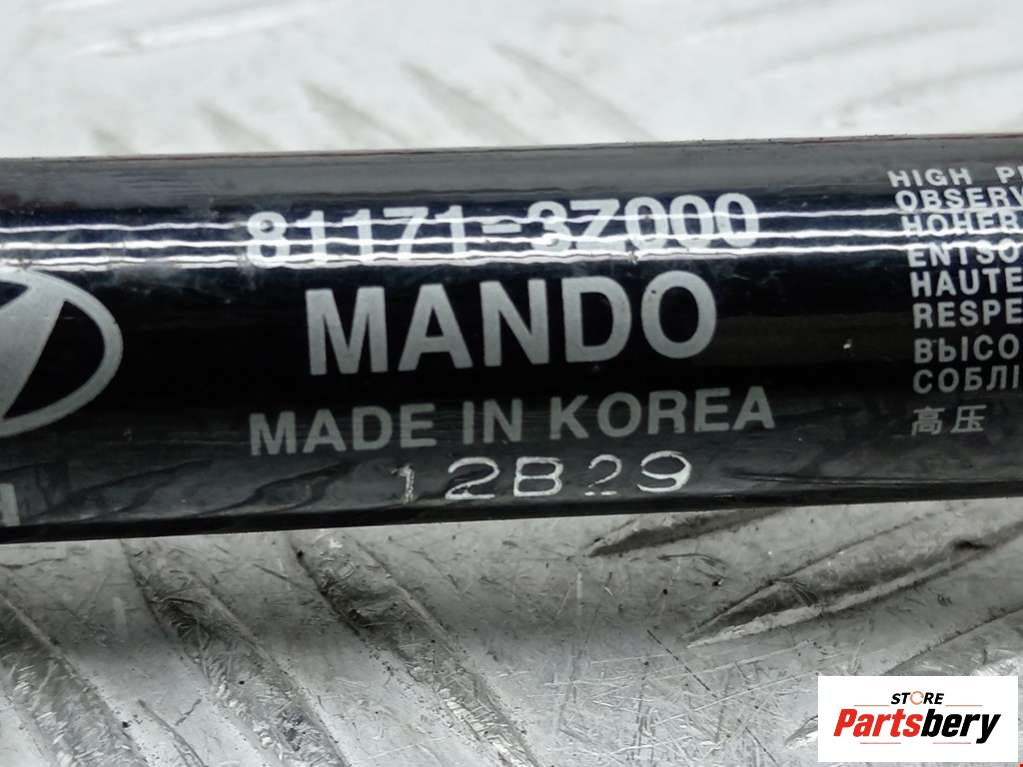 81171-3Z000
MANDO
MADE IN KOREA
12B29
HIGH
OBSERV
HOHER
ENTSO
HAUTE
RESPE
ВЫСО
СОБЛІ
高压
H
STORE
Partsbery